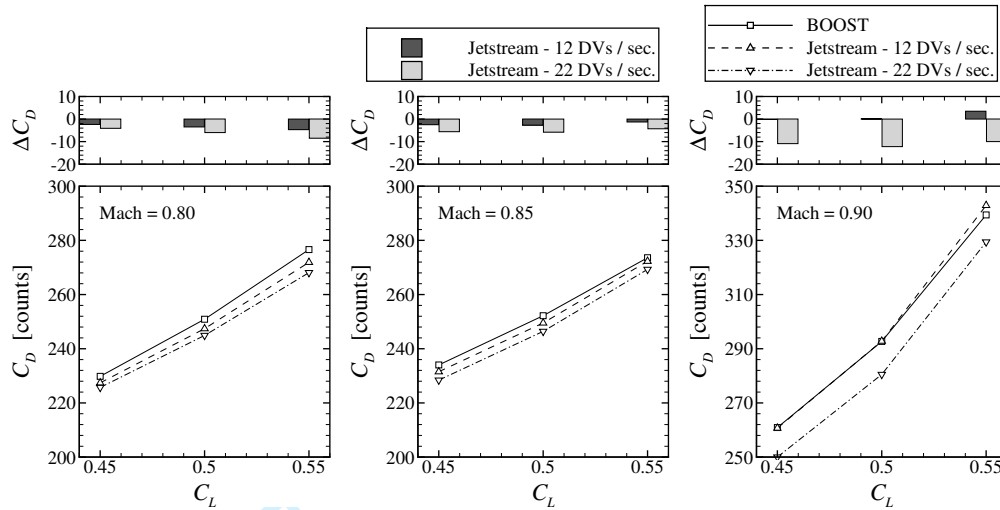 BOOST
Jetstream - 12 DVs / sec.
Jetstream - 22 DVs / sec.
Jetstream - 12 DVs / sec.
Jetstream - 22 DVs / sec.
ΔC_D
10
0
-10
-20
ΔC_D
10
0
-10
-20
ΔC_D
10
0
-10
-20
Mach = 0.80
C_D [counts]
300
280
260
240
220
200
0.45 0.5 0.55
C_L
Mach = 0.85
C_D [counts]
300
280
260
240
220
200
0.45 0.5 0.55
C_L
Mach = 0.90
C_D [counts]
350
330
310
290
270
250
0.45 0.5 0.55
C_L